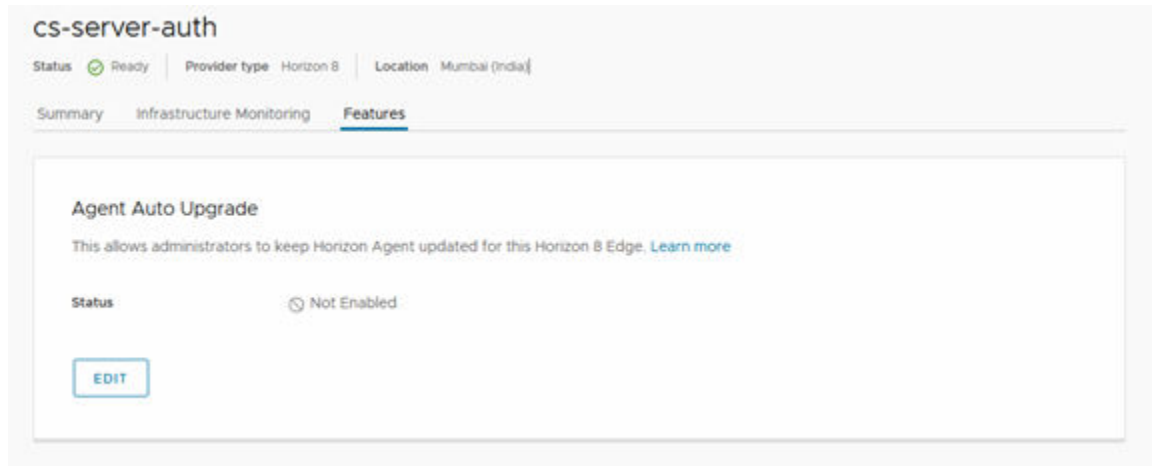 cs-server-auth
Status Ready Provider type Horizon 8 Location Mumbai (India)
Summary Infrastructure Monitoring Features
Agent Auto Upgrade
This allows administrators to keep Horizon Agent updated for this Horizon 8 Edge. Learn more
Status Not Enabled
EDIT